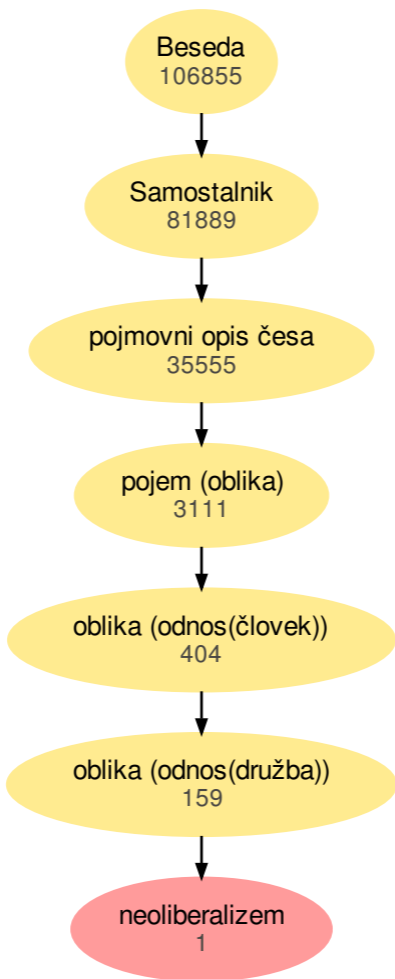 Beseda
106855
Samostalnik
81889
pojmovni opis česa
35555
pojem (oblika)
3111
oblika (odnos(človek))
404
oblika (odnos(družba))
159
neoliberalizem
1